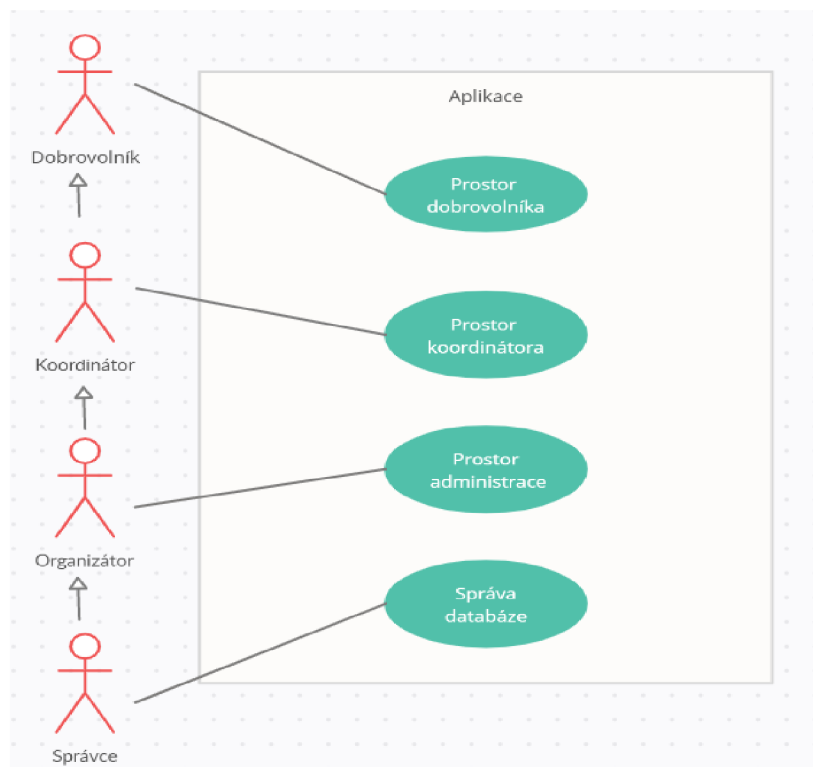 Aplikace
Dobrovolník
Prostor
dobrovolníka
Koordinátor
Prostor
koordinátora
Organizátor
Prostor
administrace
Správce
Správa
databáze